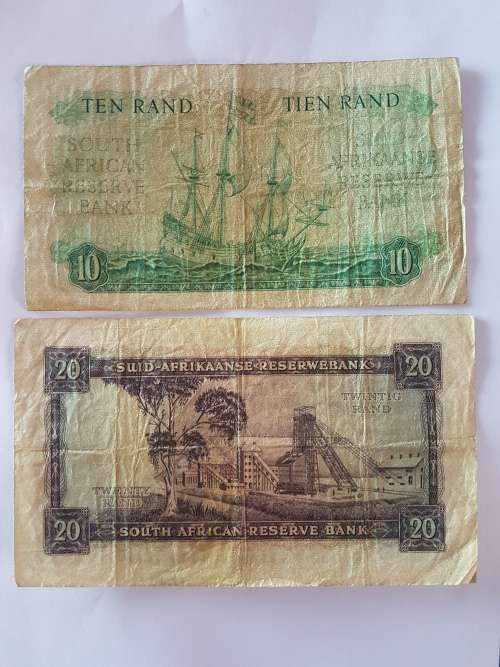 TEN RAND TIEN RAND
SOUTH
AFRICAN
RESERVE
BANK
SUID-
AFRIKAANSE
RESERWE-
BANK
10 10
20 SUID-AFRIKAANSE RESERWEBANK 20
TWINTIG
RAND
TWENTY
RAND
20 SOUTH AFRICAN RESERVE BANK 20